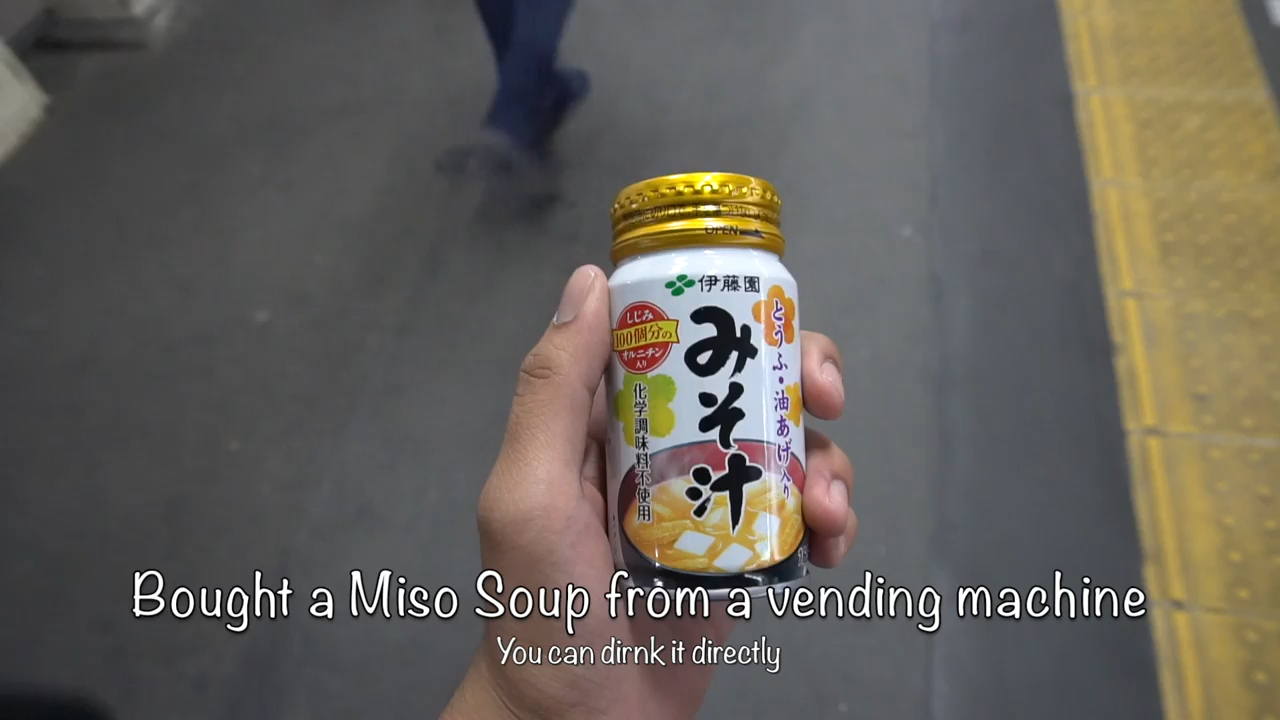 OPEN
伊藤園
しじみ
100個分の
オルニチン
入り
みそ汁
とうふ・油あげ入り
化学調味料不使用
Bought a Miso Soup from a vending machine
You can dirnk it directly